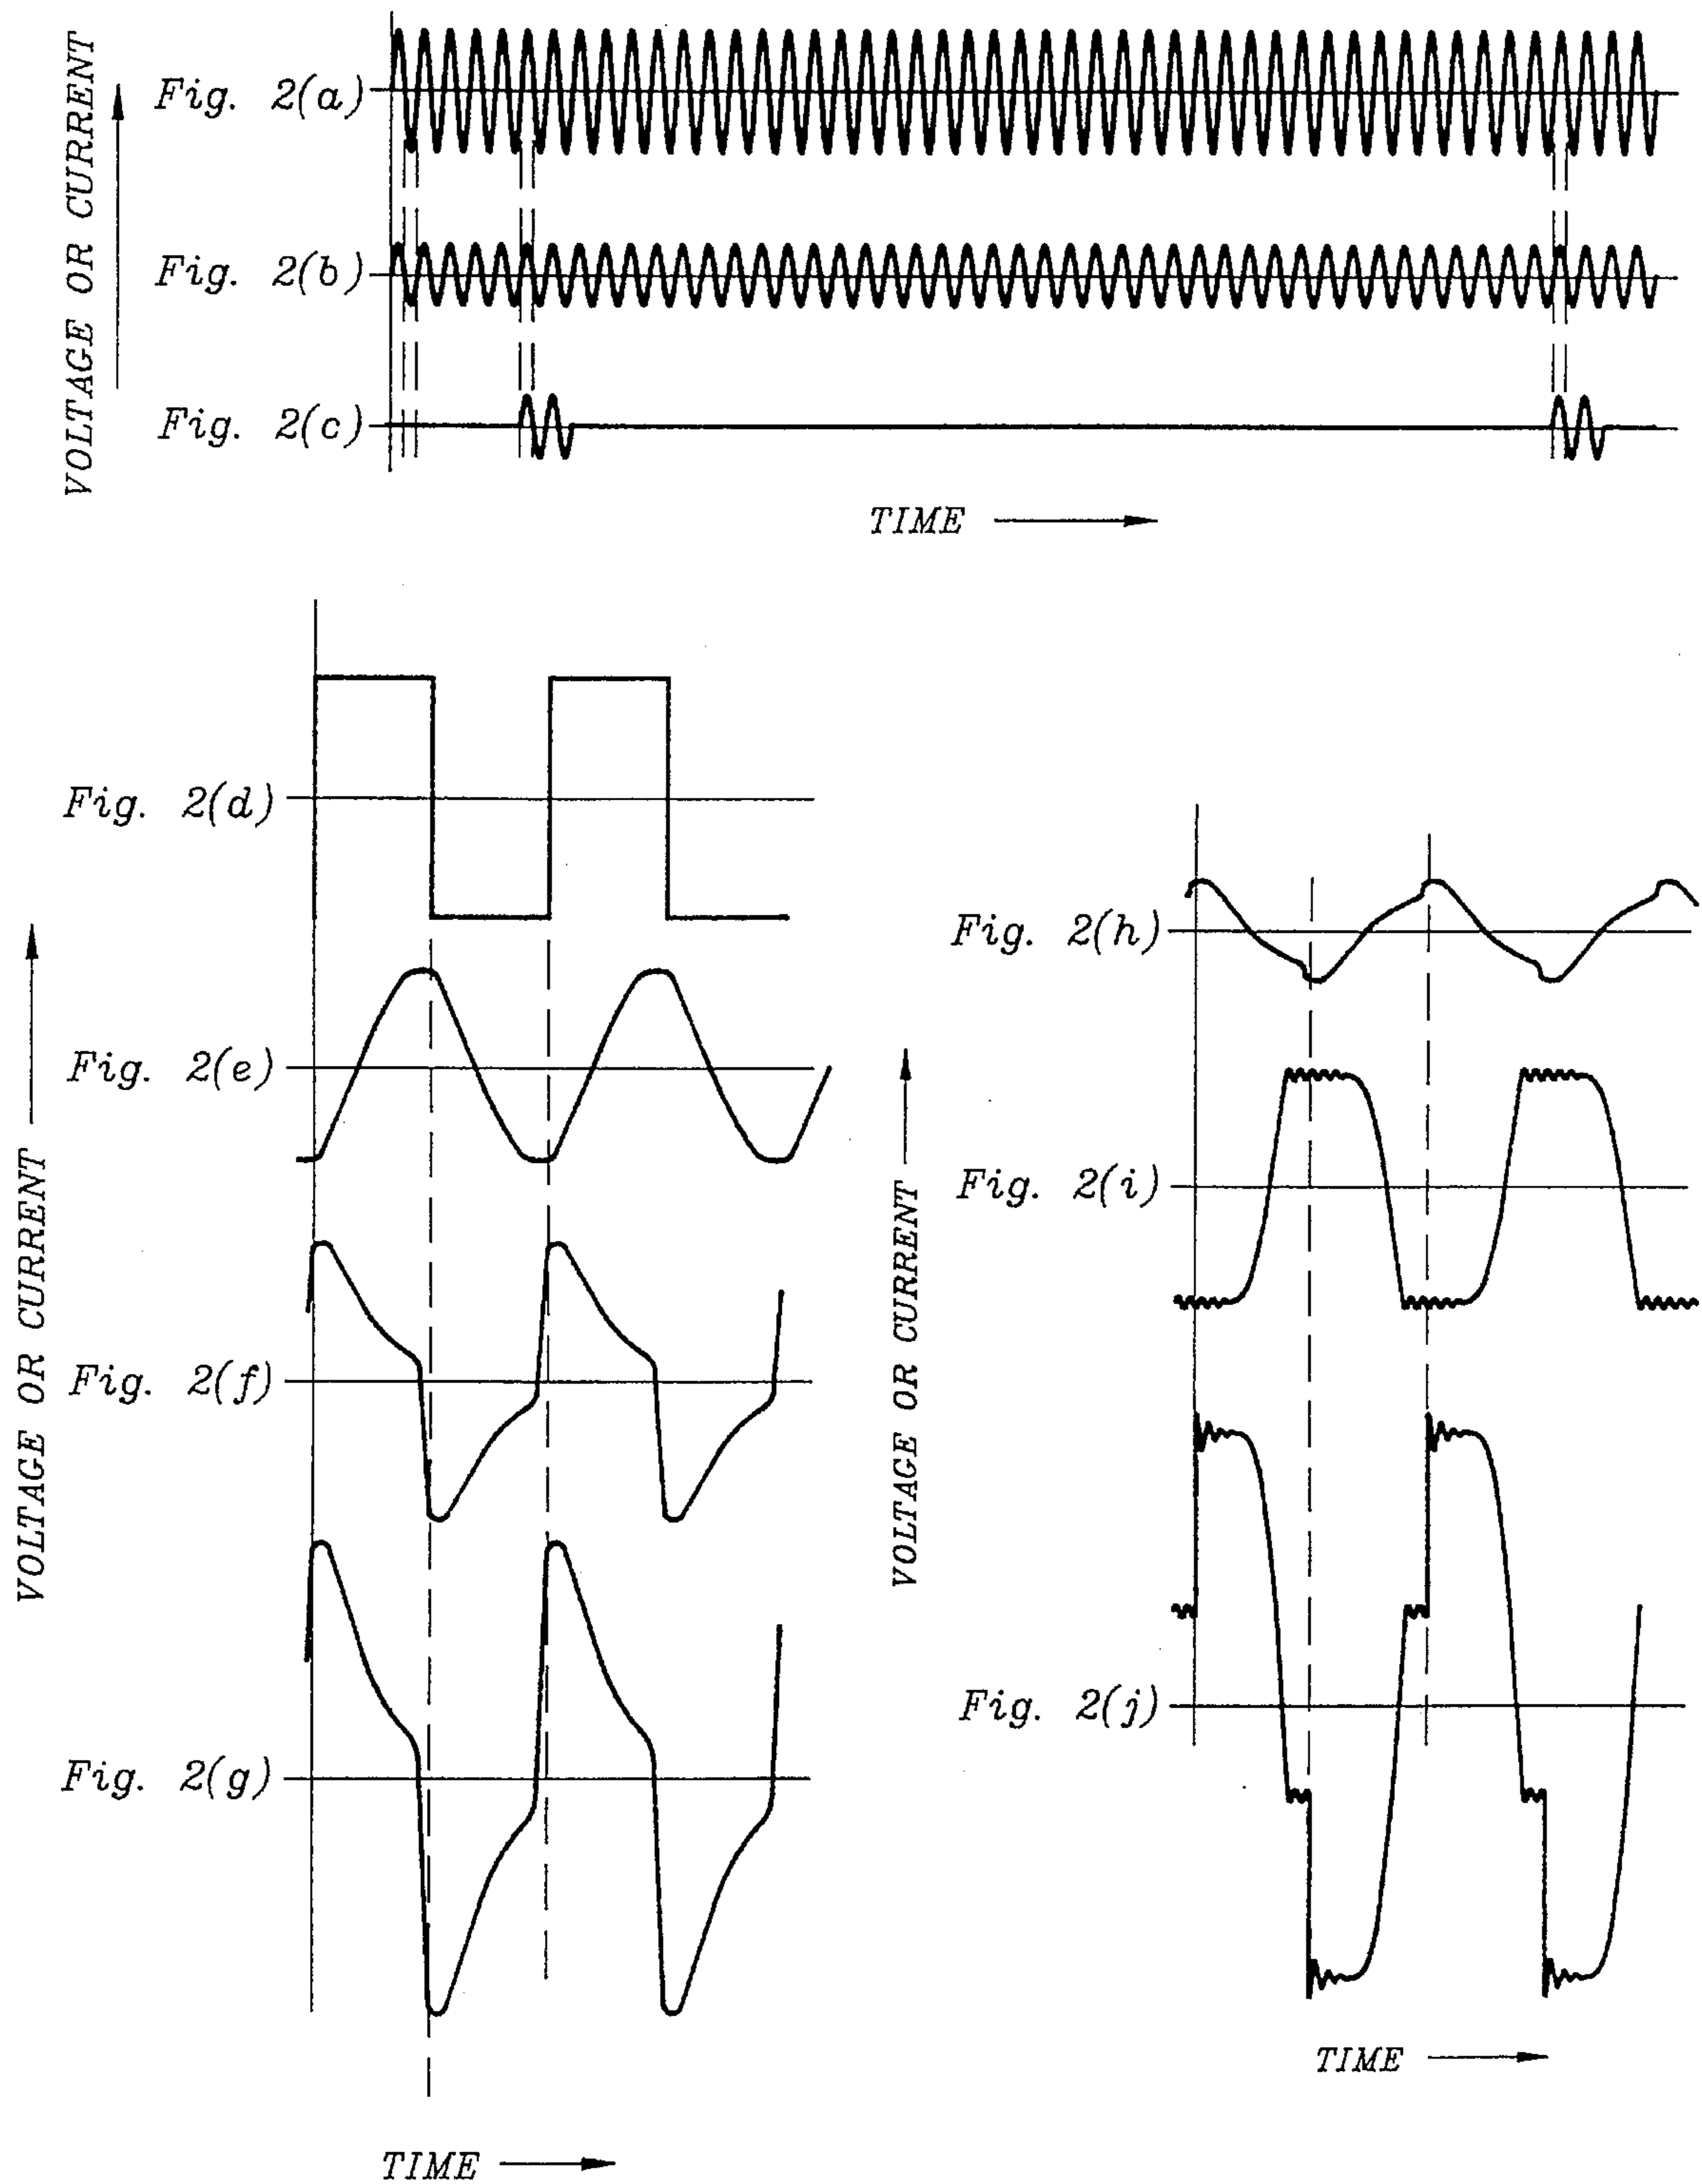 VOLTAGE OR CURRENT
Fig. 2(a)
Fig. 2(b)
Fig. 2(c)
TIME
VOLTAGE OR CURRENT
Fig. 2(d)
Fig. 2(e)
Fig. 2(f)
Fig. 2(g)
TIME
VOLTAGE OR CURRENT
Fig. 2(h)
Fig. 2(i)
Fig. 2(j)
TIME